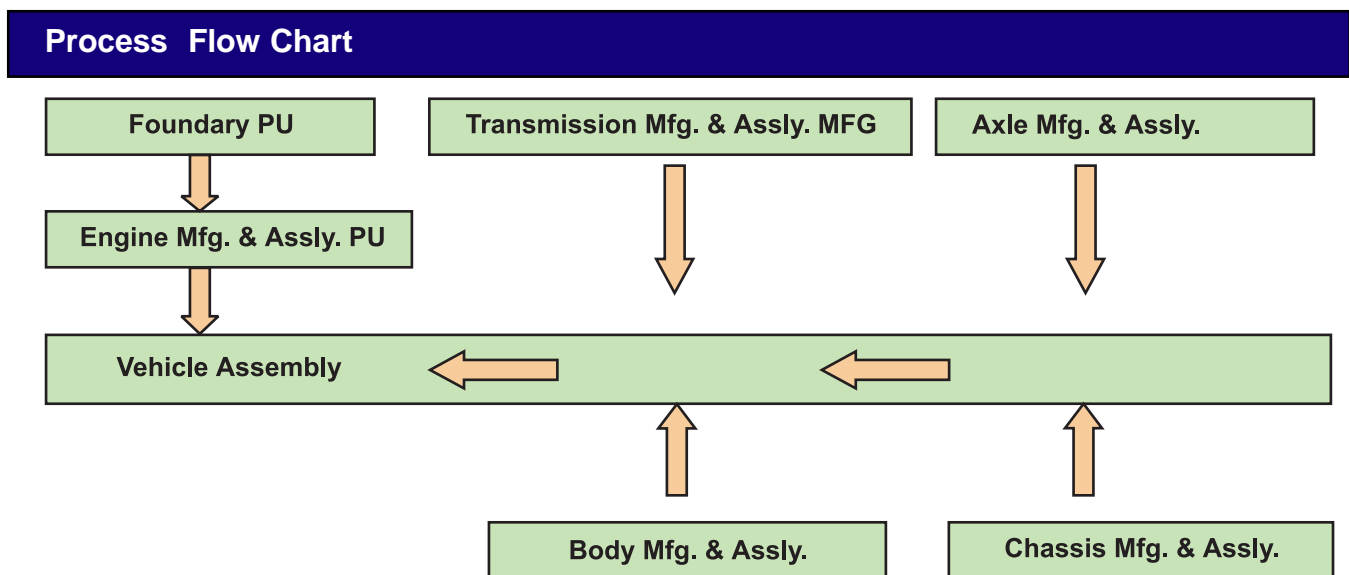 Process Flow Chart
Foundary PU
Transmission Mfg. & Assly. MFG
Axle Mfg. & Assly.
Engine Mfg. & Assly. PU
Vehicle Assembly
Body Mfg. & Assly.
Chassis Mfg. & Assly.